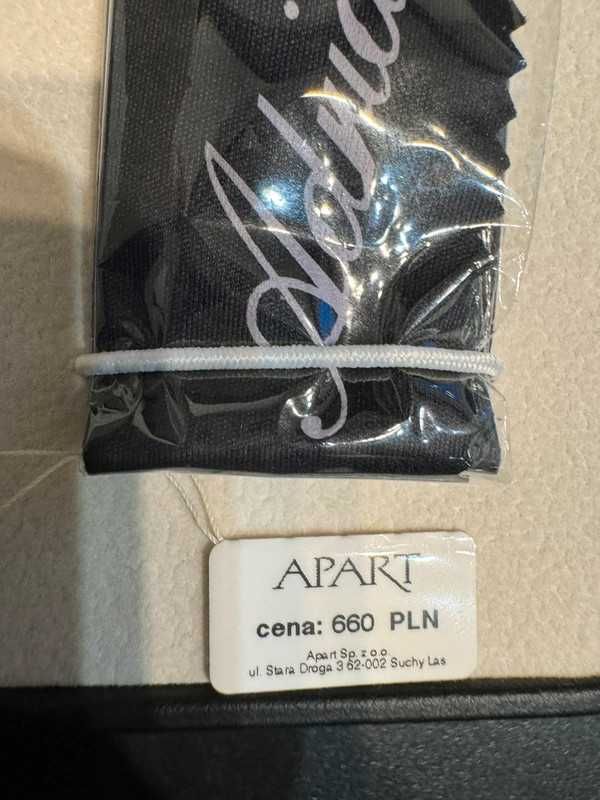 APART
cena: 660 PLN
Apart Sp. z o.o.
ul. Stara Droga 3 62-002 Suchy Las